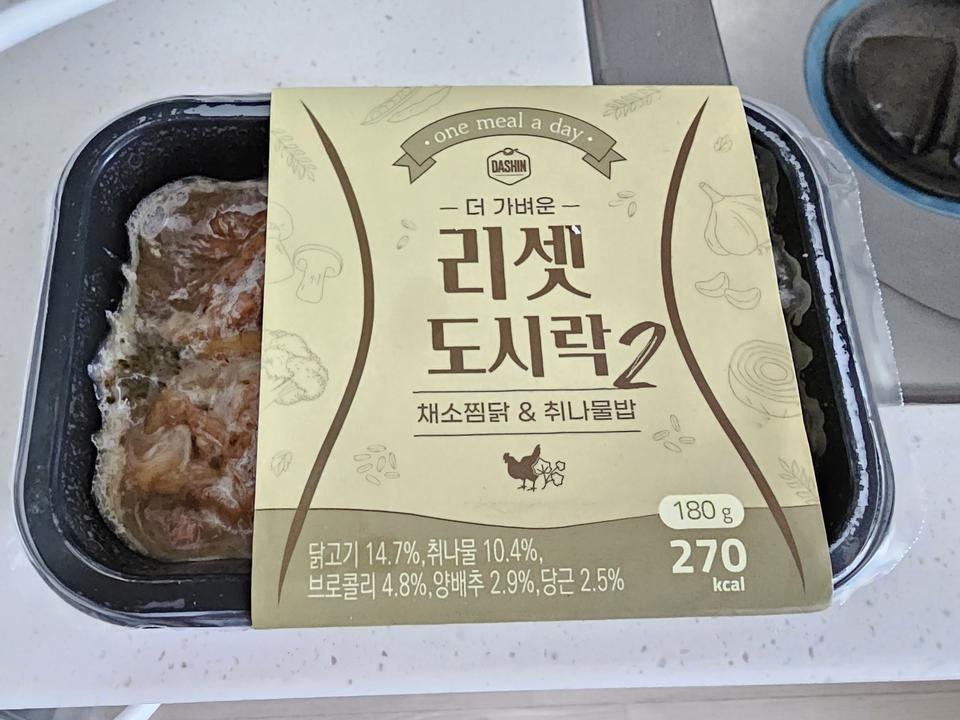 · one meal a day ·
DASHIN
– 더 가벼운 –
리셋
도시락2
채소찜닭 & 취나물밥
180 g
270
kcal
닭고기 14.7%, 취나물 10.4%,
브로콜리 4.8%, 양배추 2.9%, 당근 2.5%